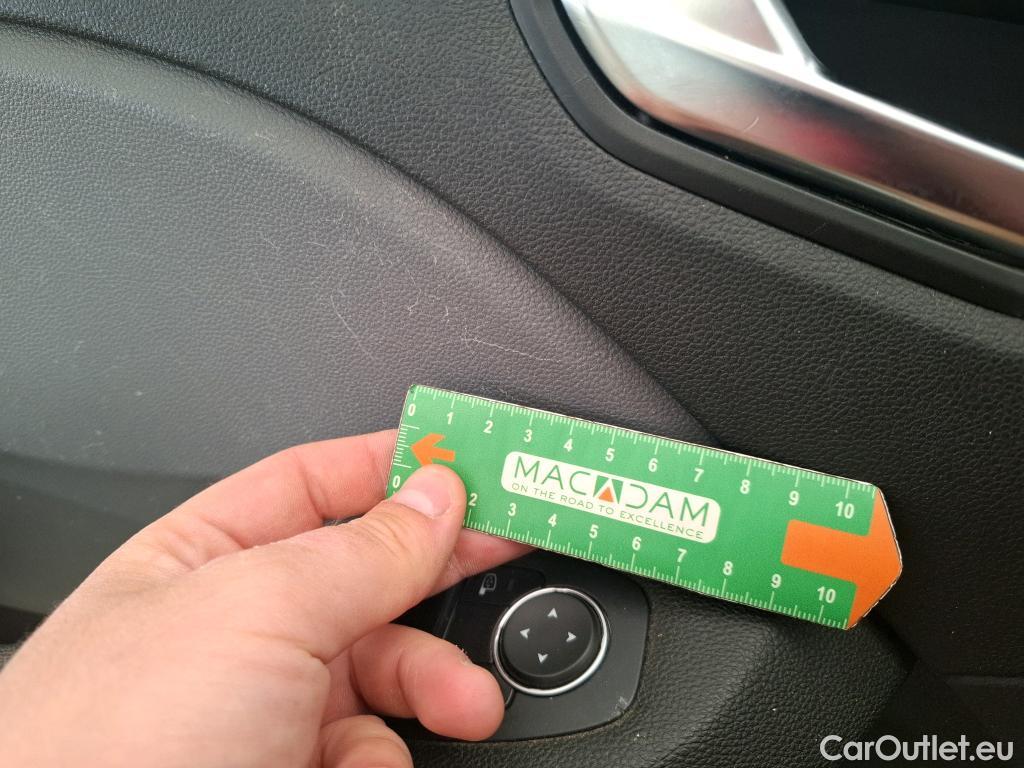 0 1 2 3 4 5 6 7 8 9 10
MACADAM
ON THE ROAD TO EXCELLENCE
0 2 3 4 5 6 7 8 9 10
CarOutlet.eu